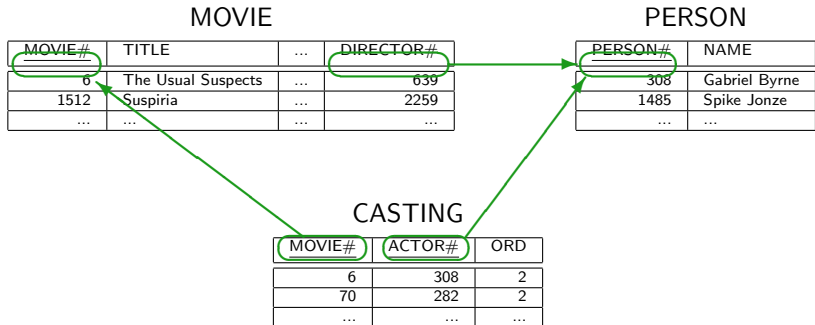 MOVIE
MOVIE# TITLE ... DIRECTOR#
6 The Usual Suspects ... 639
1512 Suspiria ... 2259
... ... ... ...
PERSON
PERSON# NAME
308 Gabriel Byrne
1485 Spike Jonze
... ...
CASTING
MOVIE# ACTOR# ORD
6 308 2
70 282 2
... ... ...